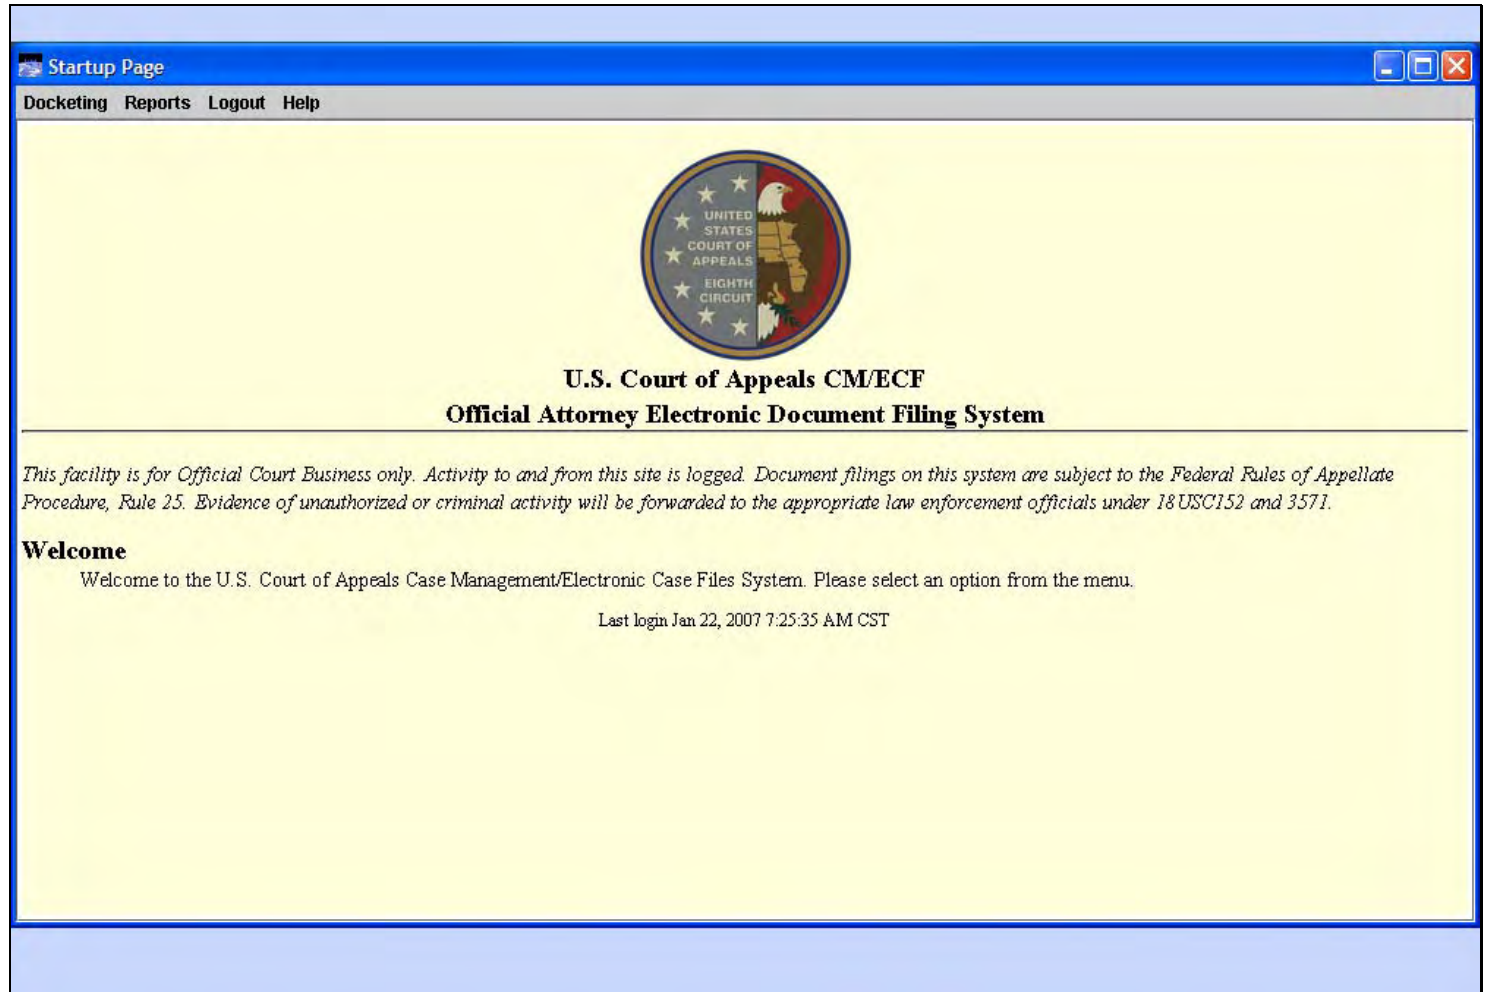 Startup Page
Docketing Reports Logout Help
UNITED
STATES
COURT OF
APPEALS
EIGHTH
CIRCUIT
U.S. Court of Appeals CM/ECF
Official Attorney Electronic Document Filing System
This facility is for Official Court Business only. Activity to and from this site is logged. Document filings on this system are subject to the Federal Rules of Appellate
Procedure, Rule 25. Evidence of unauthorized or criminal activity will be forwarded to the appropriate law enforcement officials under 18 USC152 and 3571.
Welcome
Welcome to the U.S. Court of Appeals Case Management/Electronic Case Files System. Please select an option from the menu.
Last login Jan 22, 2007 7:25:35 AM CST